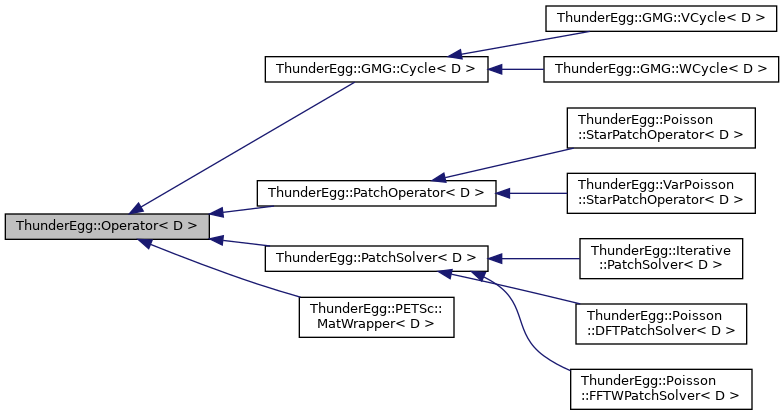 ThunderEgg::GMG::VCycle< D >
ThunderEgg::GMG::Cycle< D >
ThunderEgg::GMG::WCycle< D >
ThunderEgg::Poisson
::StarPatchOperator< D >
ThunderEgg::PatchOperator< D >
ThunderEgg::VarPoisson
::StarPatchOperator< D >
ThunderEgg::Operator< D >
ThunderEgg::PatchSolver< D >
ThunderEgg::Iterative
::PatchSolver< D >
ThunderEgg::PETSc::
MatWrapper< D >
ThunderEgg::Poisson
::DFTPatchSolver< D >
ThunderEgg::Poisson
::FFTWPatchSolver< D >